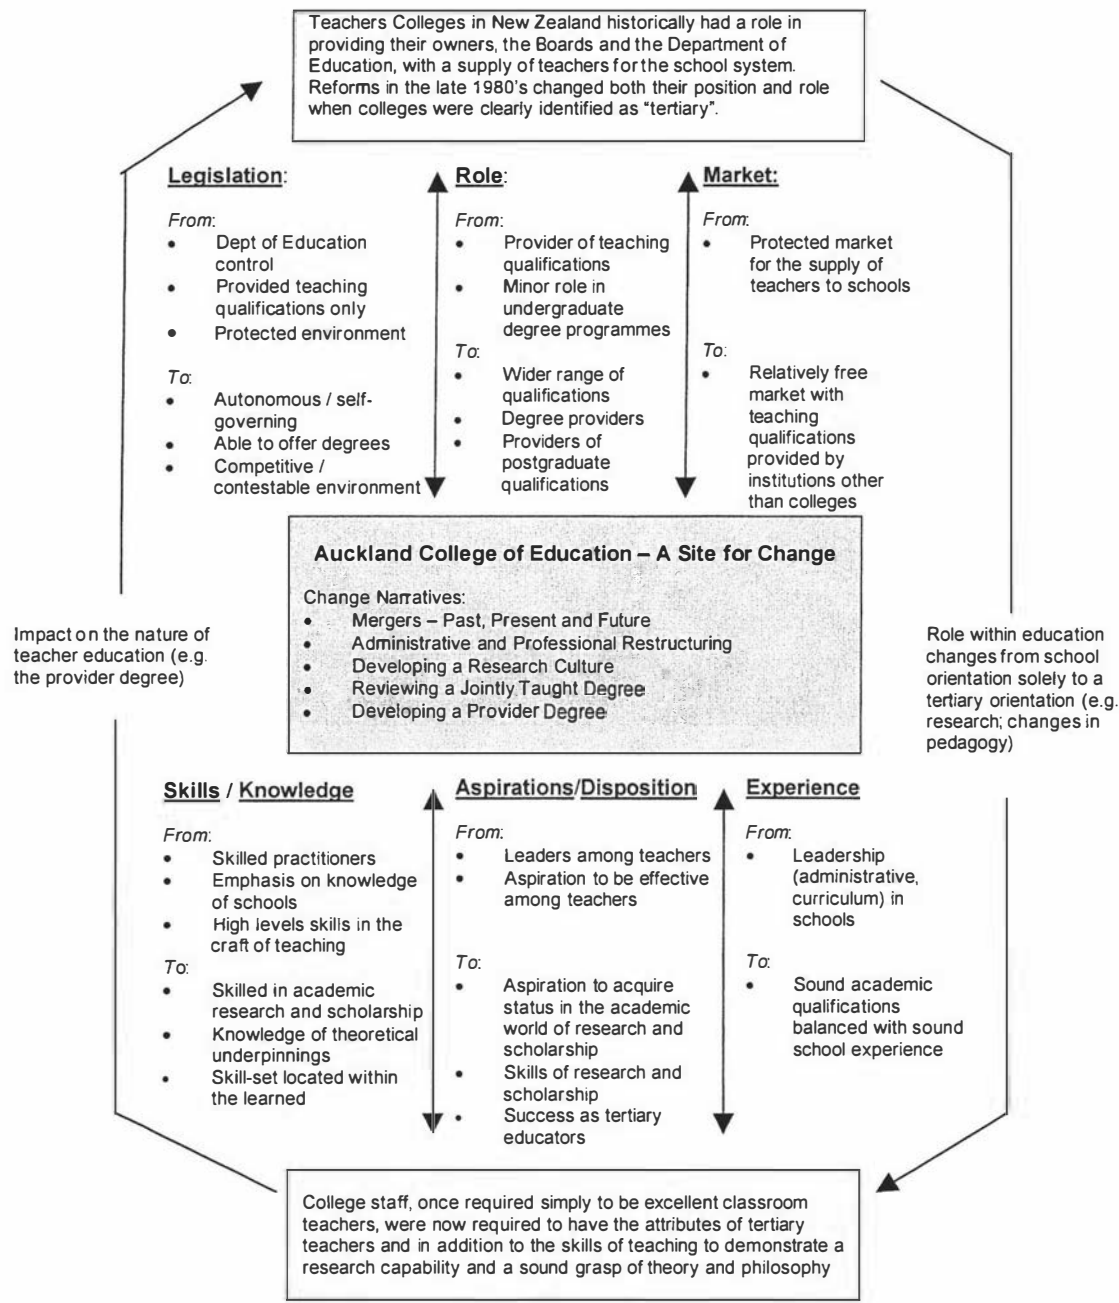 Teachers Colleges in New Zealand historically had a role in
providing their owners, the Boards and the Department of
Education, with a supply of teachers for the school system.
Reforms in the late 1980's changed both their position and role
when colleges were clearly identified as "tertiary".
Legislation:
From:
• Dept of Education
control
• Provided teaching
qualifications only
• Protected environment
To:
• Autonomous / self-
governing
• Able to offer degrees
• Competitive /
contestable environment
Role:
From:
• Provider of teaching
qualifications
• Minor role in
undergraduate
degree programmes
To:
• Wider range of
qualifications
• Degree providers
• Providers of
postgraduate
qualifications
Market:
From:
• Protected market
for the supply of
teachers to schools
To:
• Relatively free
market with
teaching
qualifications
provided by
institutions other
than colleges
Auckland College of Education – A Site for Change
Change Narratives:
• Mergers – Past, Present and Future
• Administrative and Professional Restructuring
• Developing a Research Culture
• Reviewing a Jointly Taught Degree
• Developing a Provider Degree
Impact on the nature of
teacher education (e.g.
the provider degree)
Role within education
changes from school
orientation solely to a
tertiary orientation (e.g.
research; changes in
pedagogy)
Skills / Knowledge
From:
• Skilled practitioners
• Emphasis on knowledge
of schools
• High levels skills in the
craft of teaching
To:
• Skilled in academic
research and scholarship
• Knowledge of theoretical
underpinnings
• Skill-set located within
the learned
Aspirations/Disposition
From:
• Leaders among teachers
• Aspiration to be effective
among teachers
To:
• Aspiration to acquire
status in the academic
world of research and
scholarship
• Skills of research and
scholarship
• Success as tertiary
educators
Experience
From:
• Leadership
(administrative,
curriculum) in
schools
To:
• Sound academic
qualifications
balanced with sound
school experience
College staff, once required simply to be excellent classroom
teachers, were now required to have the attributes of tertiary
teachers and in addition to the skills of teaching to demonstrate a
research capability and a sound grasp of theory and philosophy